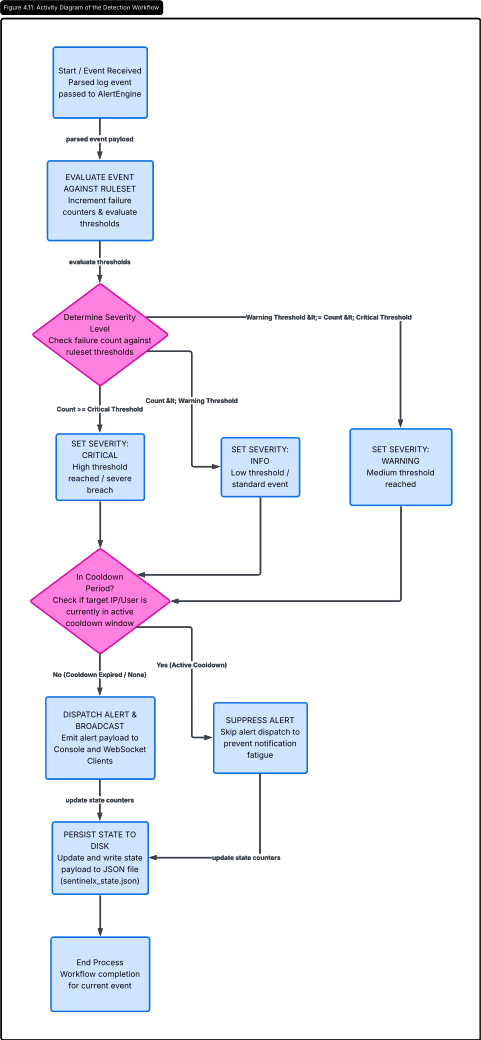 Figure 4.11: Activity Diagram of the Detection Workflow
Start / Event Received
Parsed log event
passed to AlertEngine
parsed event payload
EVALUATE EVENT
AGAINST RULESET
Increment failure
counters & evaluate
thresholds
evaluate thresholds
Determine Severity
Level
Check failure count against
ruleset thresholds
Warning Threshold &lt;= Count &lt; Critical Threshold
Count &lt; Warning Threshold
Count >= Critical Threshold
SET SEVERITY:
CRITICAL
High threshold
reached / severe
breach
SET SEVERITY:
INFO
Low threshold /
standard event
SET SEVERITY:
WARNING
Medium threshold
reached
In Cooldown
Period?
Check if target IP/User is
currently in active
cooldown window
Yes (Active Cooldown)
No (Cooldown Expired / None)
DISPATCH ALERT &
BROADCAST
Emit alert payload to
Console and WebSocket
Clients
SUPPRESS ALERT
Skip alert dispatch to
prevent notification
fatigue
update state counters
PERSIST STATE TO
DISK
Update and write state
payload to JSON file
(sentinelx_state.json)
update state counters
End Process
Workflow completion
for current event